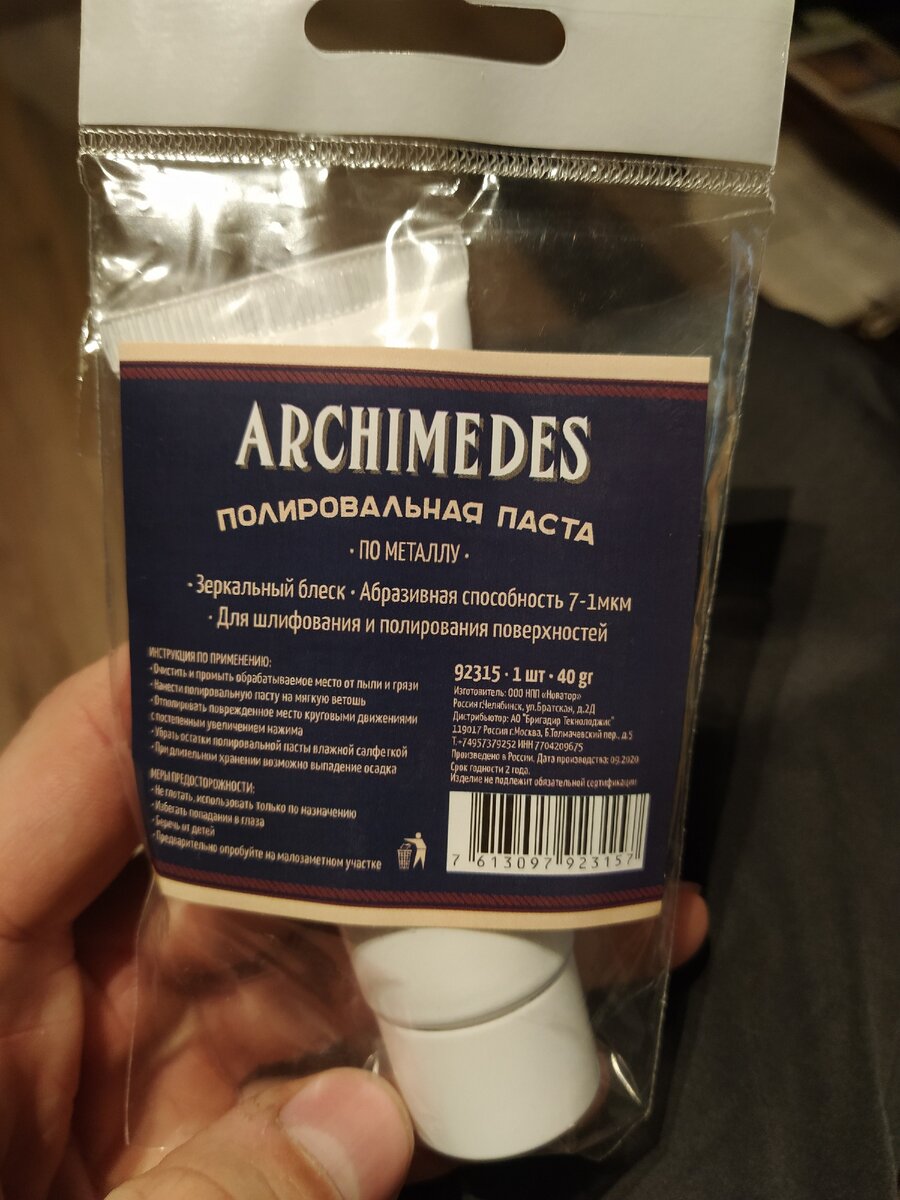 ARCHIMEDES
ПОЛИРОВАЛЬНАЯ ПАСТА
· ПО МЕТАЛЛУ ·
· Зеркальный блеск · Абразивная способность 7-1мкм
· Для шлифования и полирования поверхностей
ИНСТРУКЦИЯ ПО ПРИМЕНЕНИЮ:
· Очистить и промыть обрабатываемое место от пыли и грязи
· Нанести полировальную пасту на мягкую ветошь
· Отполировать поврежденное место круговыми движениями
с постепенным увеличением нажима
· Убрать остатки полировальной пасты влажной салфеткой
· При длительном хранении возможно выпадение осадка
МЕРЫ ПРЕДОСТОРОЖНОСТИ:
· Не глотать, использовать только по назначению
· Избегать попадания в глаза
· Беречь от детей
· Предварительно опробуйте на малозаметном участке
92315 · 1 шт · 40 gr
Изготовитель: ООО НПП «Новатор»
Россия г.Челябинск, ул.Братская, д.2Д
Дистрибьютор: АО "Бригадир Текнолоджис"
119017 Россия г.Москва, Б.Толмачевский пер., д.5
Т.+74957379252 ИНН 7704209675
Произведено в России. Дата производства: 09.2020
Срок годности 2 года.
Изделие не подлежит обязательной сертификации
7 613097 923157